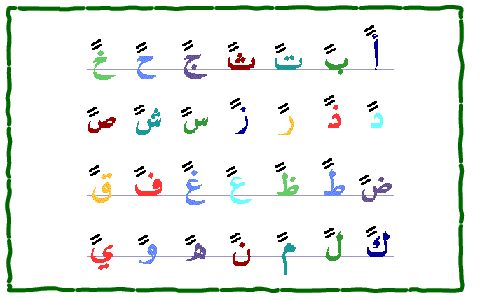 أً بً تً ثً جً حً خً
دً ذً رً زً سً شً صً
ضً طً ظً عً غً فً قً
كً لً مً نً هً وً يً